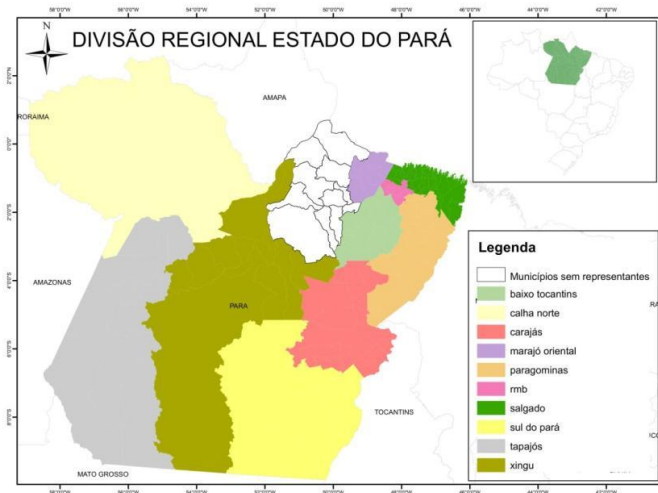 N
DIVISÃO REGIONAL ESTADO DO PARÁ
AMAPA
RORAIMA
AMAZONAS
PARA
TOCANTINS
MATO GROSSO
Legenda
Municípios sem representantes
baixo tocantins
calha norte
carajás
marajó oriental
paragominas
rmb
salgado
sul do pará
tapajós
xingu